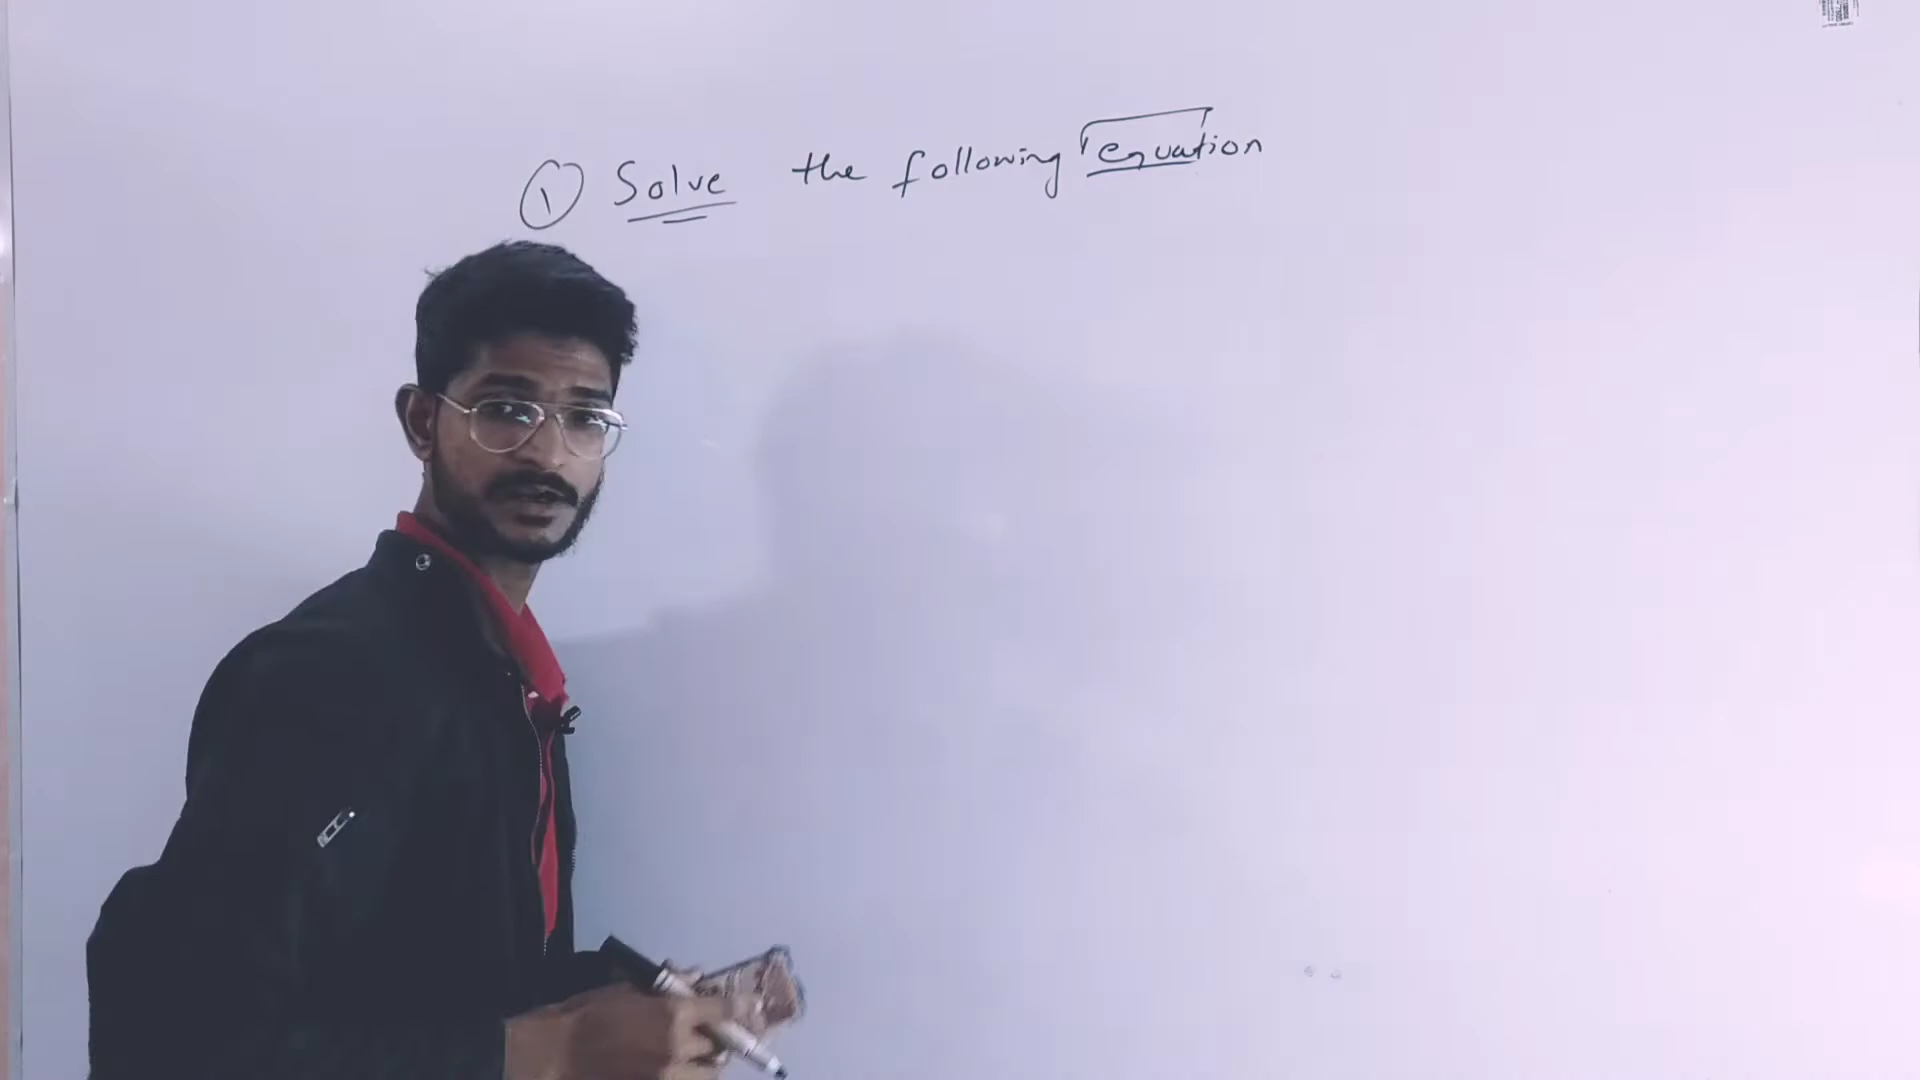 ① Solve the following equation